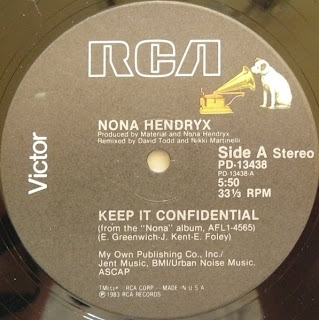 RCA
Victor
NONA HENDRYX
Produced by Material and Nona Hendryx
Remixed by David Todd and Nikki Martinelli
Side A Stereo
PD-13438
PD-13438-A
5:50
33⅓ RPM
KEEP IT CONFIDENTIAL
(from the "Nona" album, AFL1-4565)
(E. Greenwich-J. Kent-E. Foley)
My Own Publishing Co., Inc./
Jent Music, BMI/Urban Noise Music,
ASCAP
RCA CORP.—MADE IN U S A
℗ 1983 RCA RECORDS